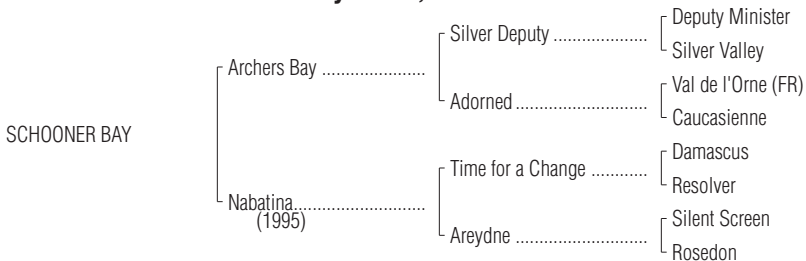 Deputy Minister
Silver Deputy ....................
Silver Valley
Archers Bay ......................
Val de l'Orne (FR)
Adorned............................
Caucasienne
SCHOONER BAY
Damascus
Time for a Change ............
Resolver
Nabatina............................
(1995)
Silent Screen
Areydne ............................
Rosedon